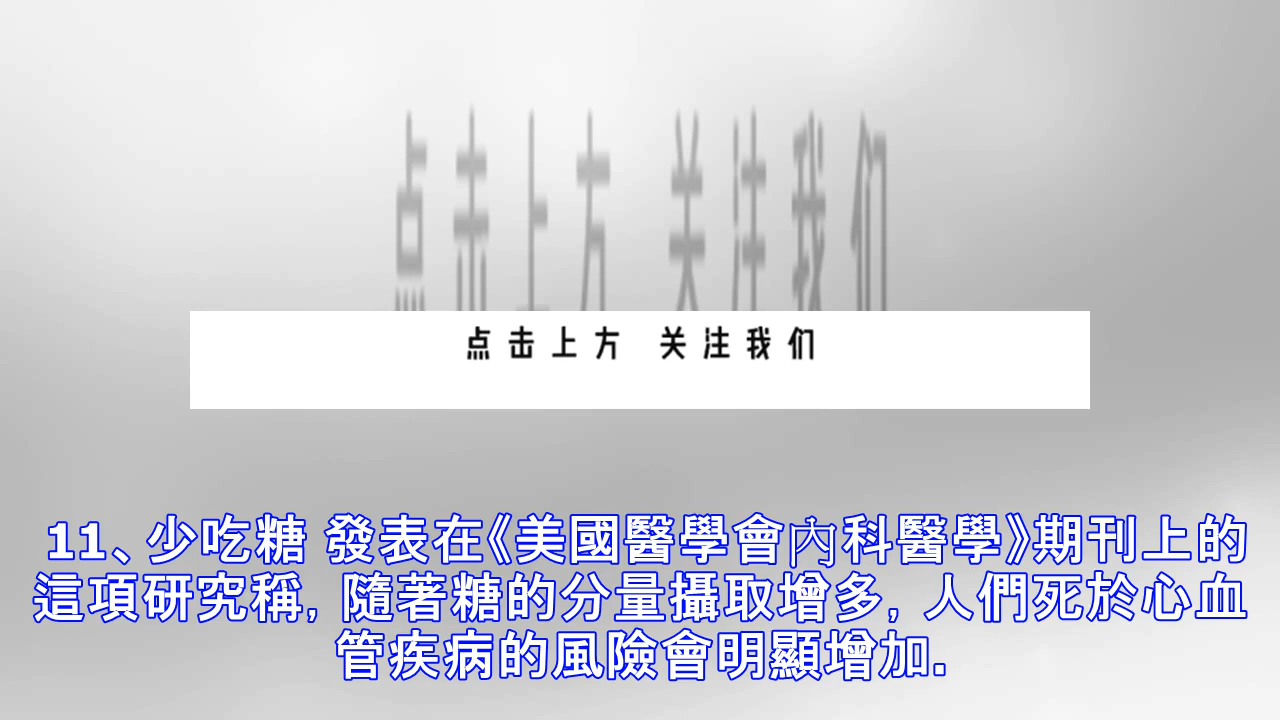 点击上方 关注我们
点击上方 关注我们
11、少吃糖 發表在《美國醫學會內科醫學》期刊上的
這項研究稱, 隨著糖的分量攝取增多, 人們死於心血
管疾病的風險會明顯增加.